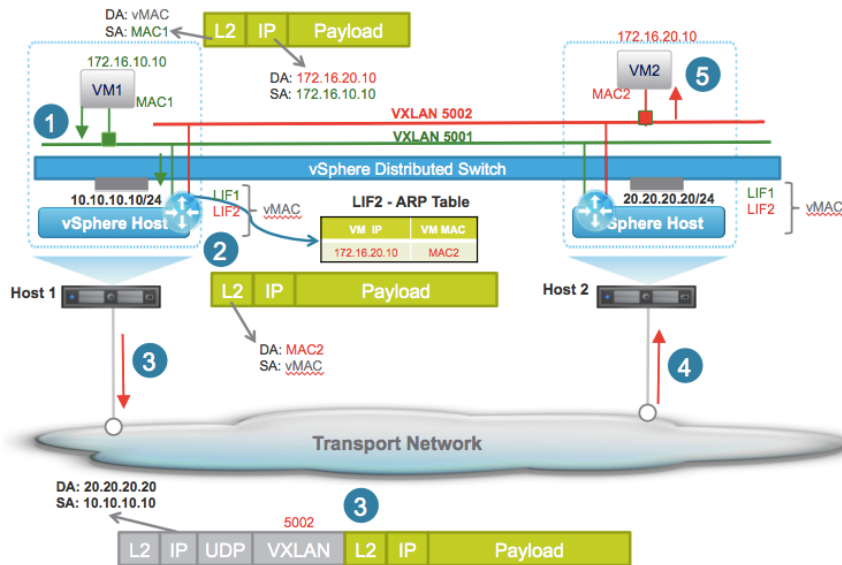 DA: vMAC
SA: MAC1
L2 IP Payload
172.16.20.10
172.16.10.10
DA: 172.16.20.10
SA: 172.16.10.10
VM1
VM2
5
MAC1
MAC2
1
VXLAN 5002
VXLAN 5001
vSphere Distributed Switch
10.10.10.10/24
LIF1
LIF2
vMAC
LIF2 - ARP Table
20.20.20.20/24
LIF1
LIF2
vMAC
vSphere Host
VM IP VM MAC
172.16.20.10 MAC2
Sphere Host
2
Host 1
L2 IP Payload
Host 2
DA: MAC2
SA: vMAC
3
4
Transport Network
DA: 20.20.20.20
SA: 10.10.10.10
3
5002
L2 IP UDP VXLAN L2 IP Payload